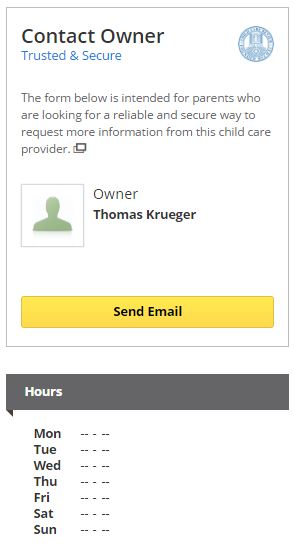 Contact Owner
Trusted & Secure
The form below is intended for parents who
are looking for a reliable and secure way to
request more information from this child care
provider.
Owner
Thomas Krueger
Send Email
Hours
Mon -- - --
Tue -- - --
Wed -- - --
Thu -- - --
Fri -- - --
Sat -- - --
Sun -- - --